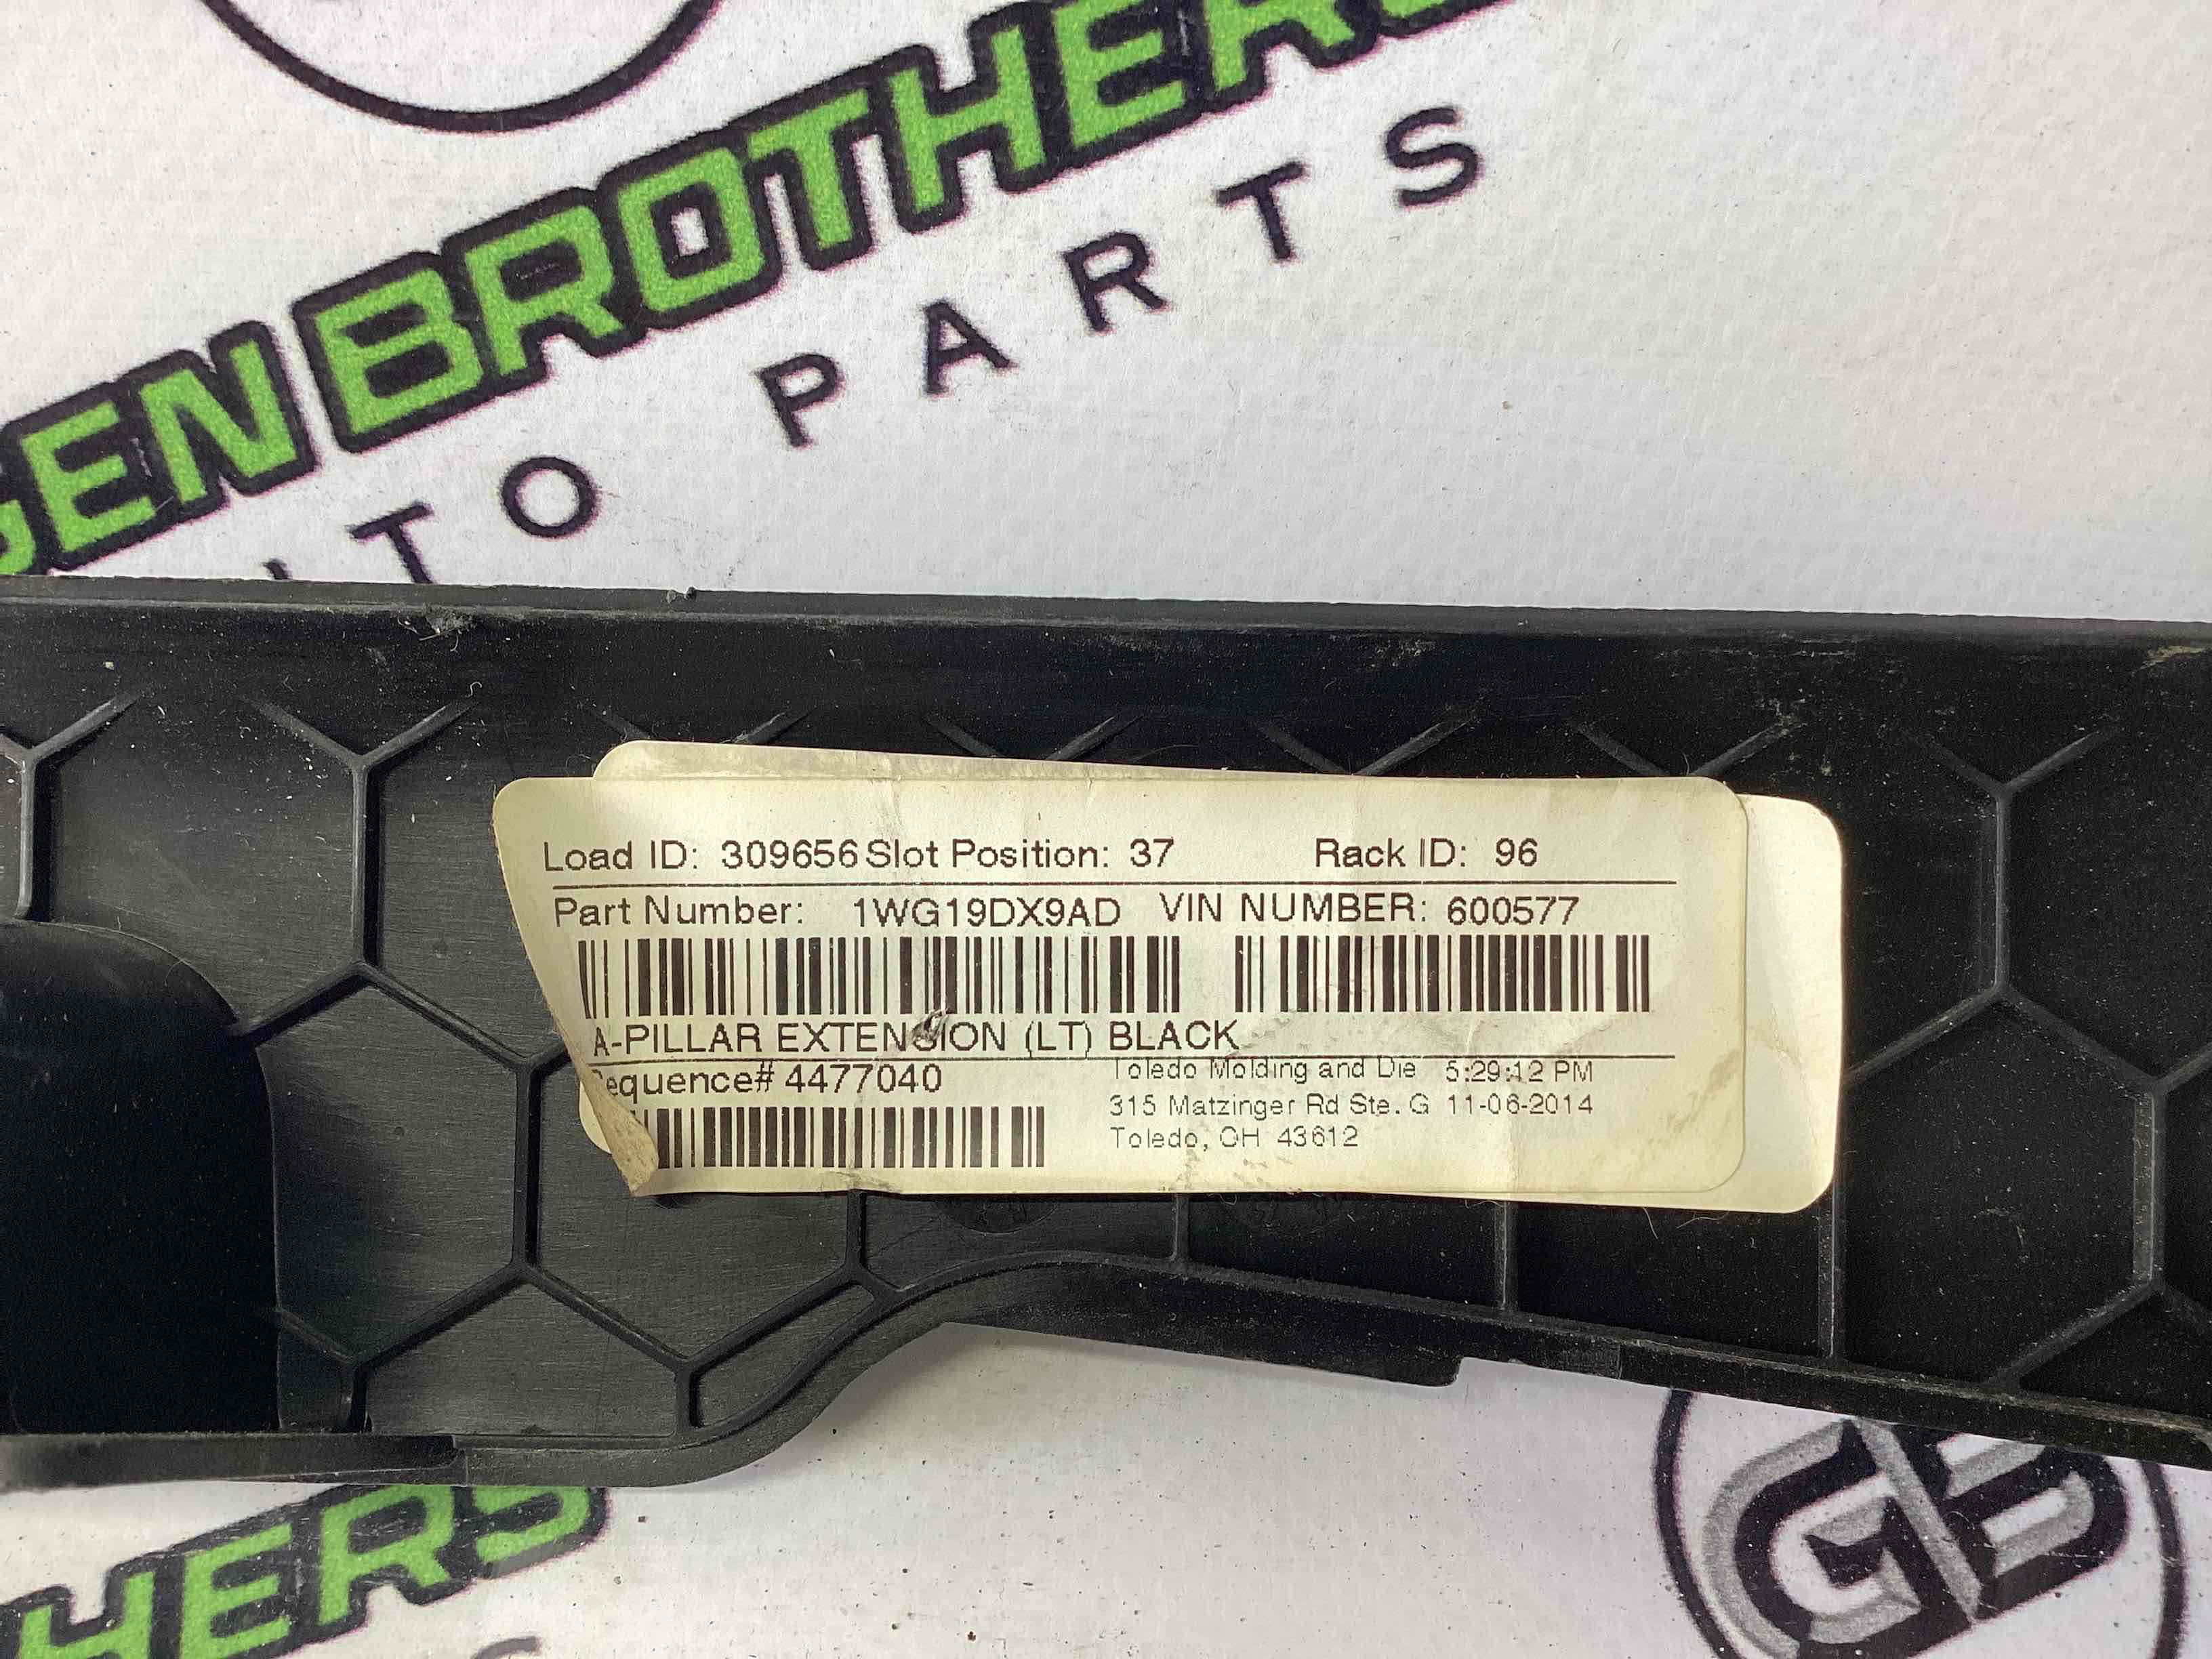 GEN BROTHERS
TO PARTS
Load ID: 309656 Slot Position: 37 Rack ID: 96
Part Number: 1WG19DX9AD VIN NUMBER: 600577
A-PILLAR EXTENSION (LT) BLACK
Sequence# 4477040
Toledo Molding and Die 5:29:12 PM
315 Matzinger Rd Ste. G 11-06-2014
Toledo, OH 43612
HERS
GB